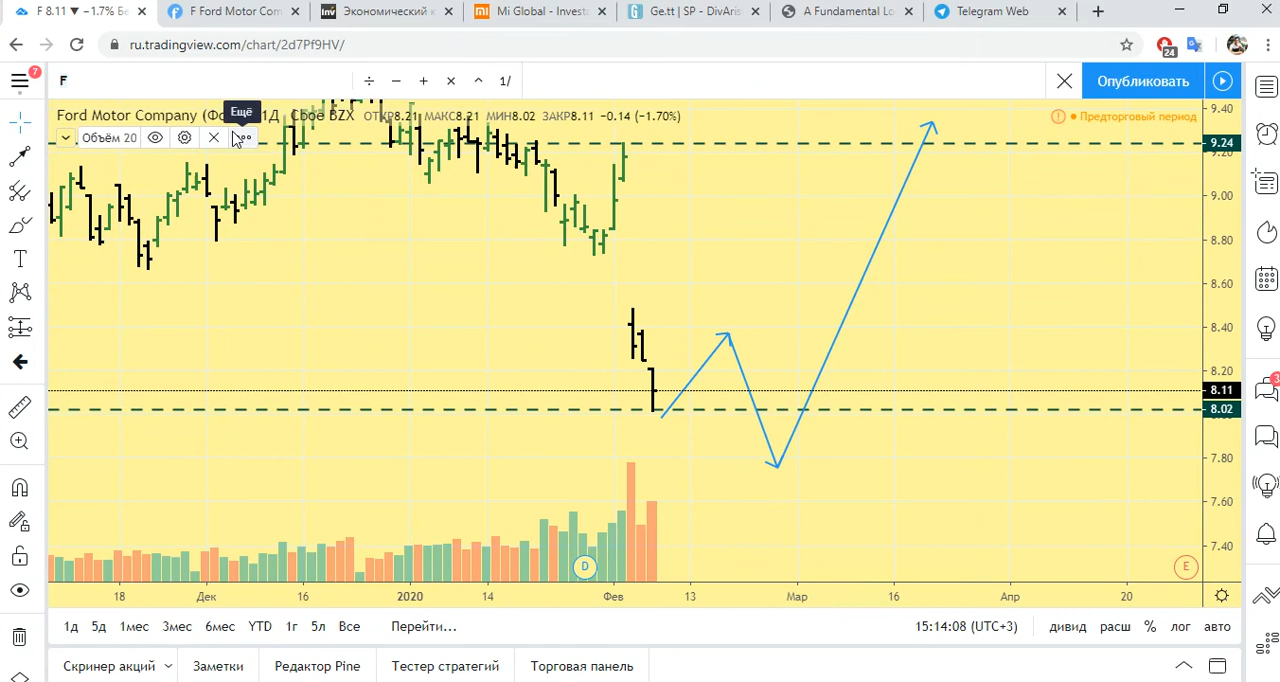 F 8.11 ▼ −1.7% Бе
F Ford Motor Com
Экономический к
Mi Global - Invest
Ge.tt | SP - DivAris
A Fundamental Lo
Telegram Web
ru.tradingview.com/chart/2d7Pf9HV/
24
7
F
÷ − + × ^ 1/
Опубликовать
Ещё
Ford Motor Company (Фо 1Д Cboe BZX ОТКР8.21 МАКС8.21 МИН8.02 ЗАКР8.11 −0.14 (−1.70%)
Предторговый период
Объём 20
9.40
9.24
9.20
9.00
8.80
8.60
8.40
8.20
8.11
8.02
7.80
7.60
7.40
D
E
18 Дек 16 2020 14 Фев 13 Мар 16 Апр 20
1д 5д 1мес 3мес 6мес YTD 1г 5л Все Перейти... 15:14:08 (UTC+3) дивид расш % лог авто
Скринер акций Заметки Редактор Pine Тестер стратегий Торговая панель